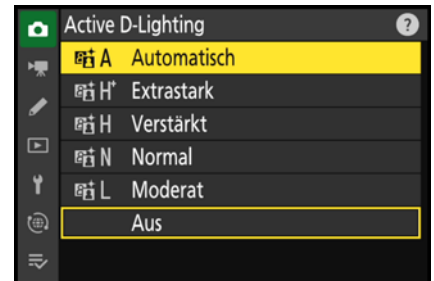 Active D-Lighting ?
A Automatisch
H+ Extrastark
H Verstärkt
N Normal
L Moderat
Aus